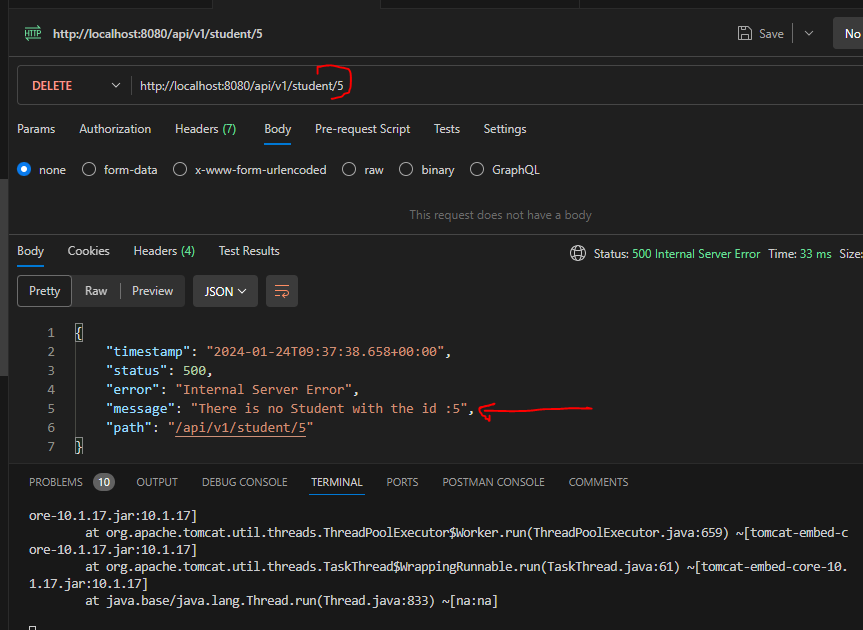 HTTP http://localhost:8080/api/v1/student/5 Save No
DELETE http://localhost:8080/api/v1/student/5
Params Authorization Headers (7) Body Pre-request Script Tests Settings
none form-data x-www-form-urlencoded raw binary GraphQL
This request does not have a body
Body Cookies Headers (4) Test Results Status: 500 Internal Server Error Time: 33 ms Size:
Pretty Raw Preview JSON
1 {
2 "timestamp": "2024-01-24T09:37:38.658+00:00",
3 "status": 500,
4 "error": "Internal Server Error",
5 "message": "There is no Student with the id :5",
6 "path": "/api/v1/student/5"
7 }
PROBLEMS 10 OUTPUT DEBUG CONSOLE TERMINAL PORTS POSTMAN CONSOLE COMMENTS
ore-10.1.17.jar:10.1.17]
at org.apache.tomcat.util.threads.ThreadPoolExecutor$Worker.run(ThreadPoolExecutor.java:659) ~[tomcat-embed-c
ore-10.1.17.jar:10.1.17]
at org.apache.tomcat.util.threads.TaskThread$WrappingRunnable.run(TaskThread.java:61) ~[tomcat-embed-core-10.
1.17.jar:10.1.17]
at java.base/java.lang.Thread.run(Thread.java:833) ~[na:na]